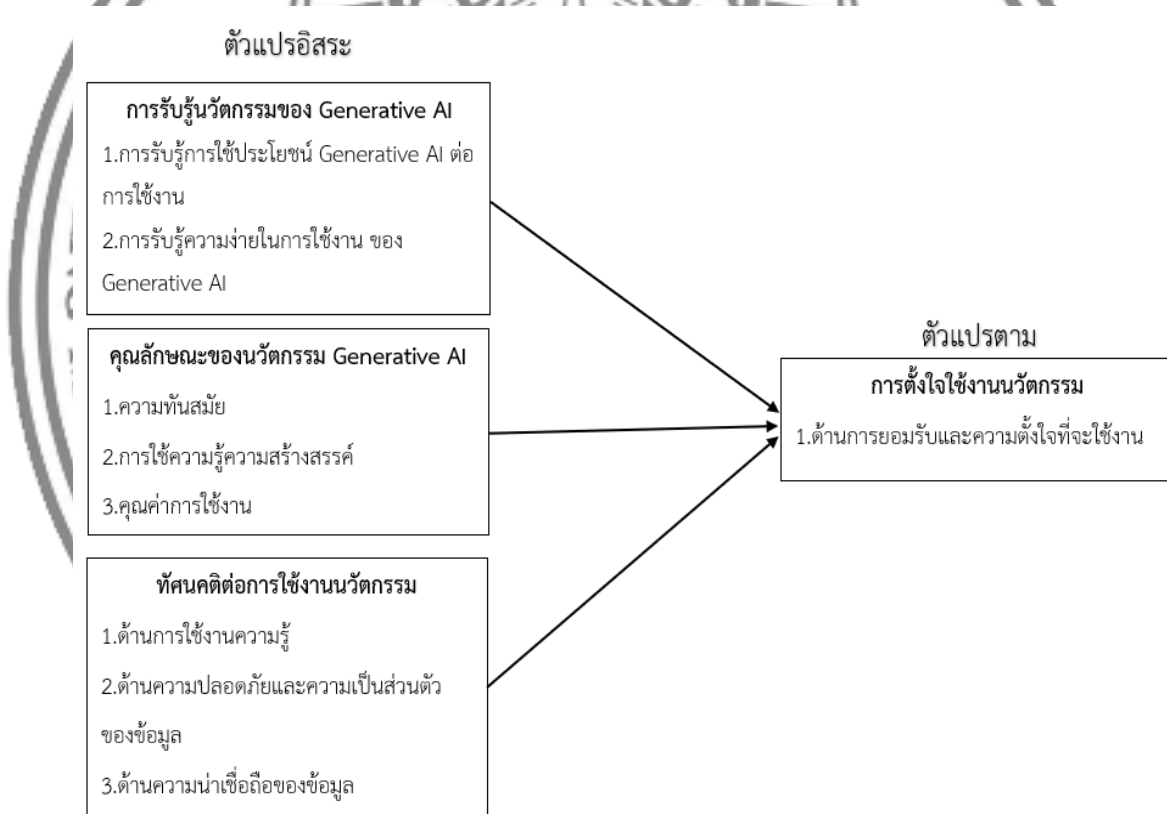 ตัวแปรอิสระ
การรับรู้นวัตกรรมของ Generative AI
1.การรับรู้การใช้ประโยชน์ Generative AI ต่อ
การใช้งาน
2.การรับรู้ความง่ายในการใช้งาน ของ
Generative AI
คุณลักษณะของนวัตกรรม Generative AI
1.ความทันสมัย
2.การใช้ความรู้ความสร้างสรรค์
3.คุณค่าการใช้งาน
ทัศนคติต่อการใช้งานนวัตกรรม
1.ด้านการใช้งานความรู้
2.ด้านความปลอดภัยและความเป็นส่วนตัว
ของข้อมูล
3.ด้านความน่าเชื่อถือของข้อมูล
ตัวแปรตาม
การตั้งใจใช้งานนวัตกรรม
1.ด้านการยอมรับและความตั้งใจที่จะใช้งาน